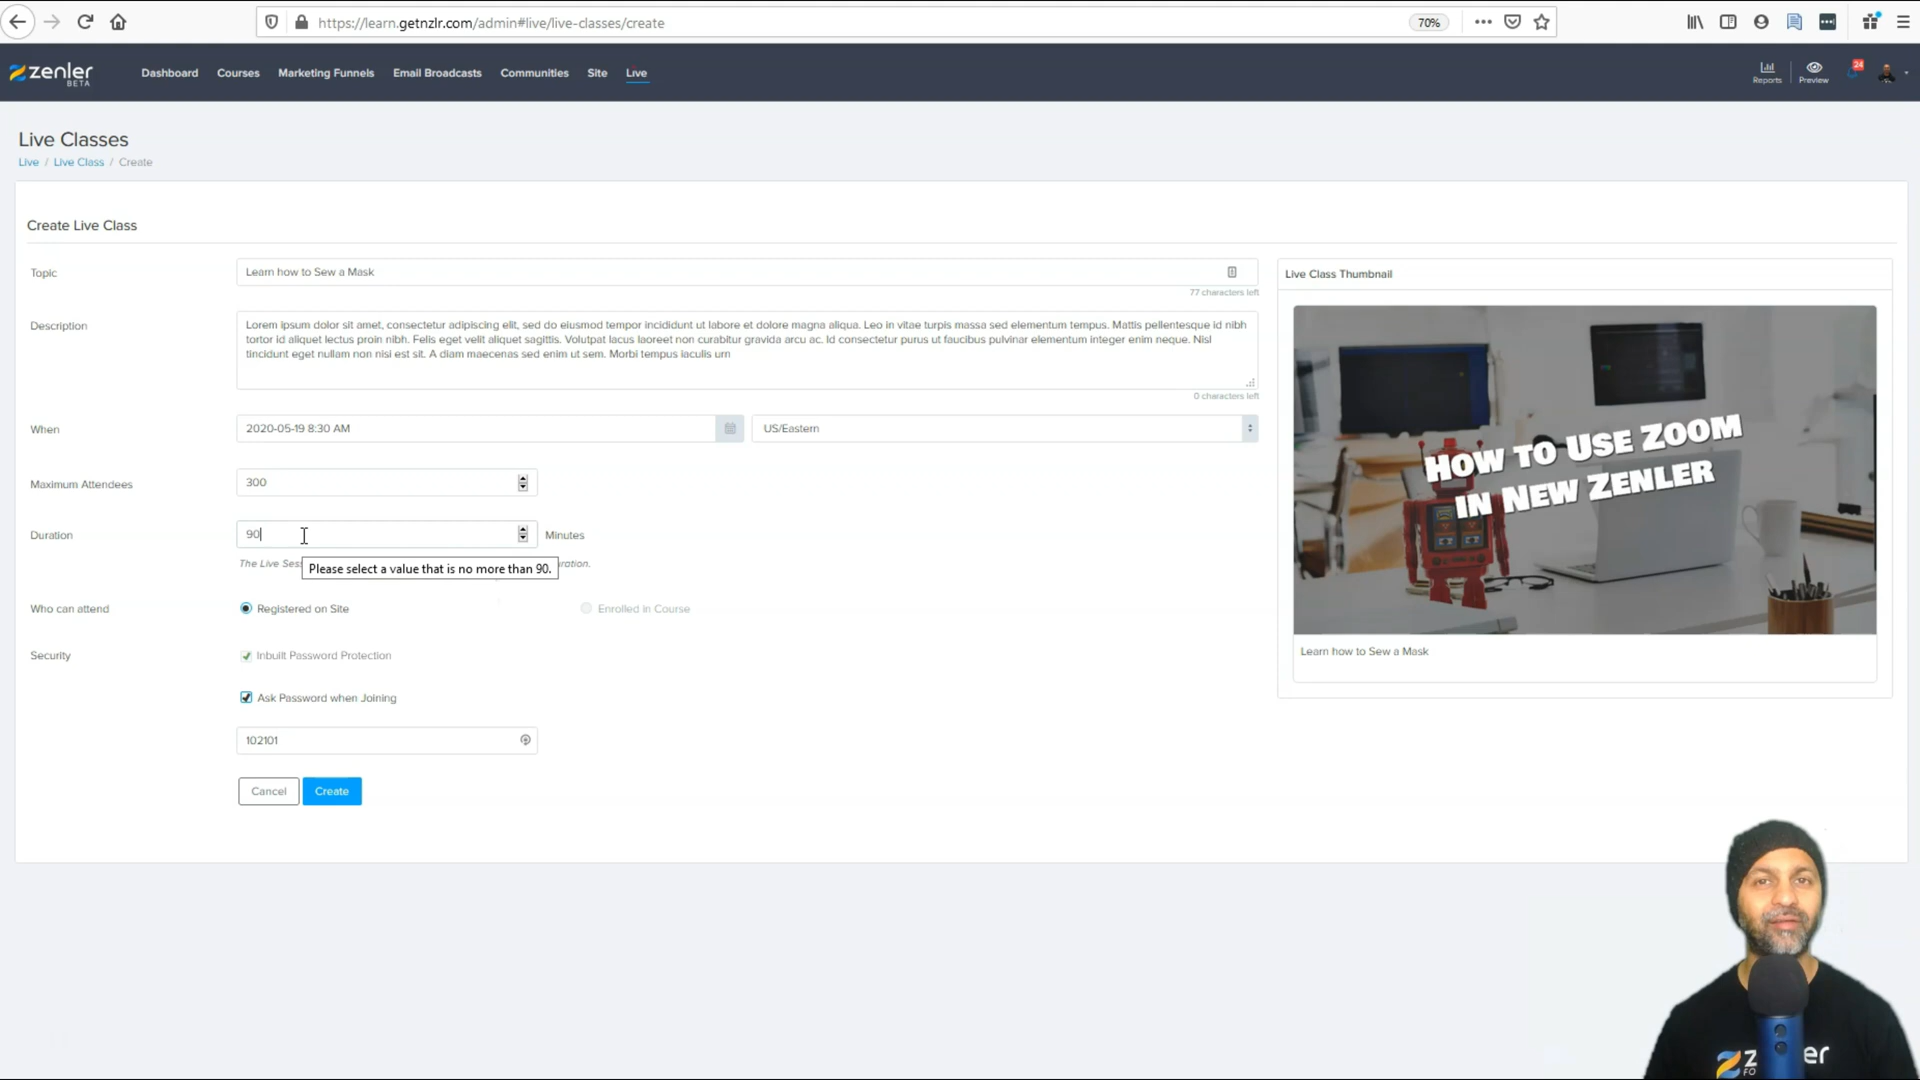 https://learn.getnzlr.com/admin#live/live-classes/create
70%
zenler
BETA
Dashboard
Courses
Marketing Funnels
Email Broadcasts
Communities
Site
Live
Reports
Preview
24
Live Classes
Live / Live Class / Create
Create Live Class
Topic
Learn how to Sew a Mask
77 characters left
Description
Lorem ipsum dolor sit amet, consectetur adipiscing elit, sed do eiusmod tempor incididunt ut labore et dolore magna aliqua. Leo in vitae turpis massa sed elementum tempus. Mattis pellentesque id nibh
tortor id aliquet lectus proin nibh. Felis eget velit aliquet sagittis. Volutpat lacus laoreet non curabitur gravida arcu ac. Id consectetur purus ut faucibus pulvinar elementum integer enim neque. Nisl
tincidunt eget nullam non nisi est sit. A diam maecenas sed enim ut sem. Morbi tempus iaculis urn
0 characters left
When
2020-05-19 8:30 AM
US/Eastern
Maximum Attendees
300
Duration
90
Minutes
The Live
Please select a value that is no more than 90.
Who can attend
Registered on Site
Enrolled in Course
Security
Inbuilt Password Protection
Ask Password when Joining
102101
Cancel
Create
Live Class Thumbnail
HOW TO USE ZOOM
IN NEW ZENLER
Learn how to Sew a Mask